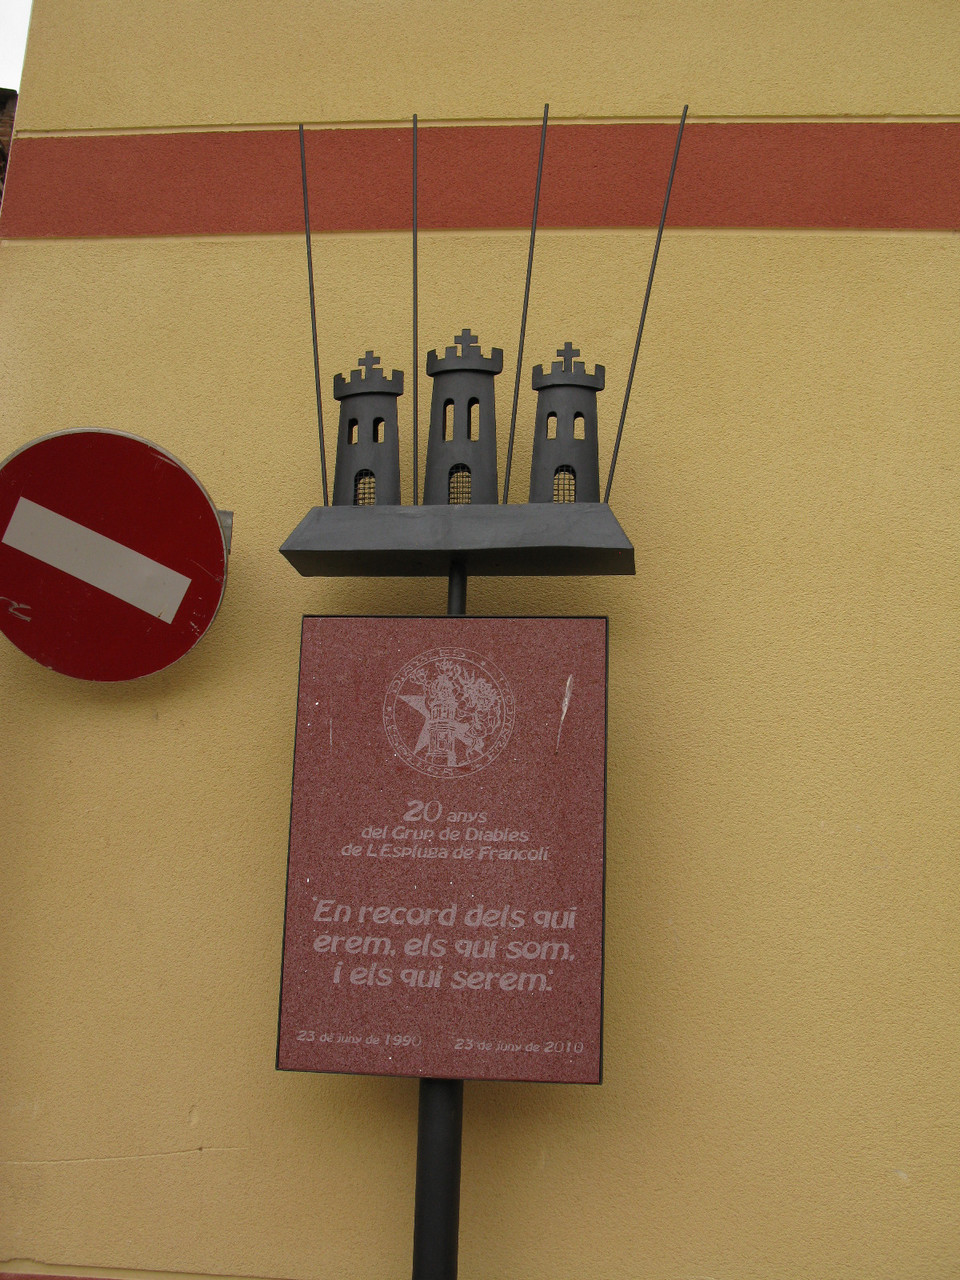 20 anys
del Grup de Diables
de L'Espluga de Francolí
"En record dels qui
érem, els qui som,
i els qui serem".
23 de juny de 1990 23 de juny de 2010